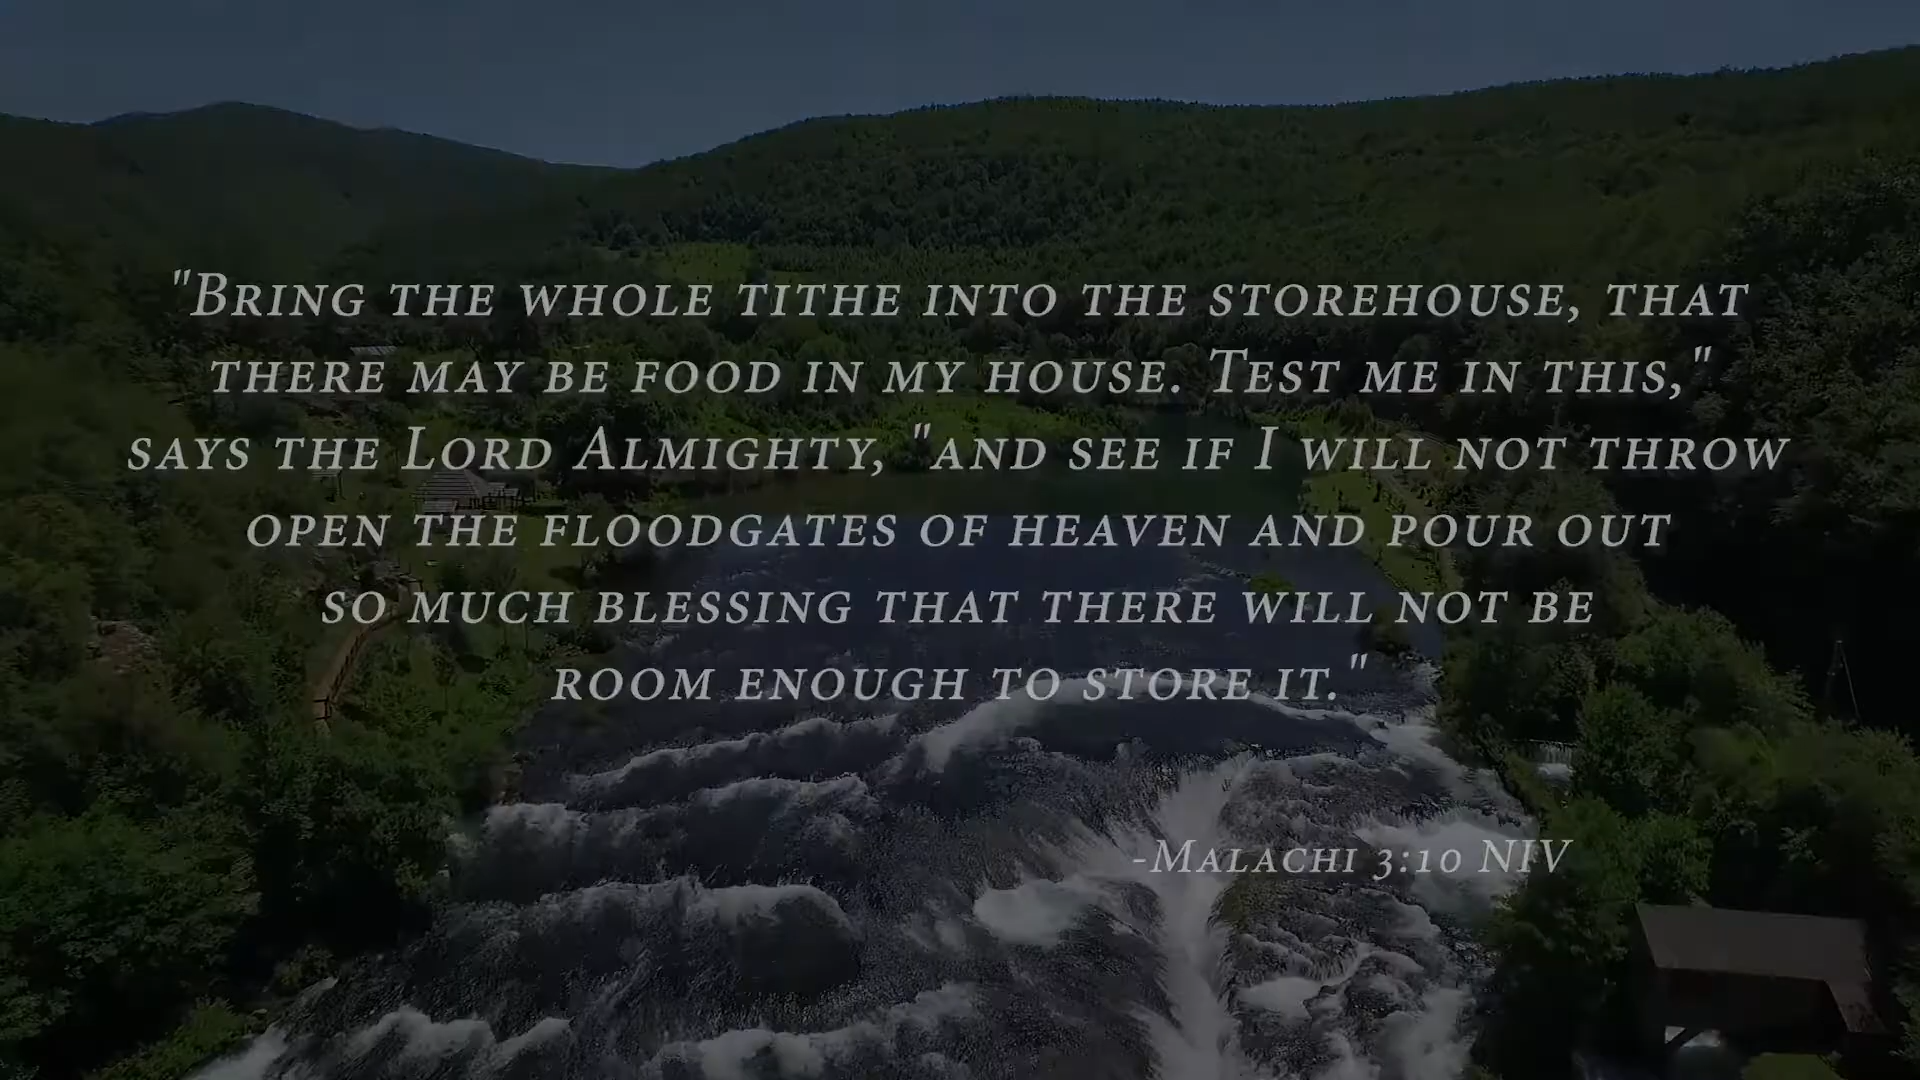 "Bring the whole tithe into the storehouse, that
there may be food in my house. Test me in this,"
says the Lord Almighty, "and see if I will not throw
open the floodgates of heaven and pour out
so much blessing that there will not be
room enough to store it."
-Malachi 3:10 NIV